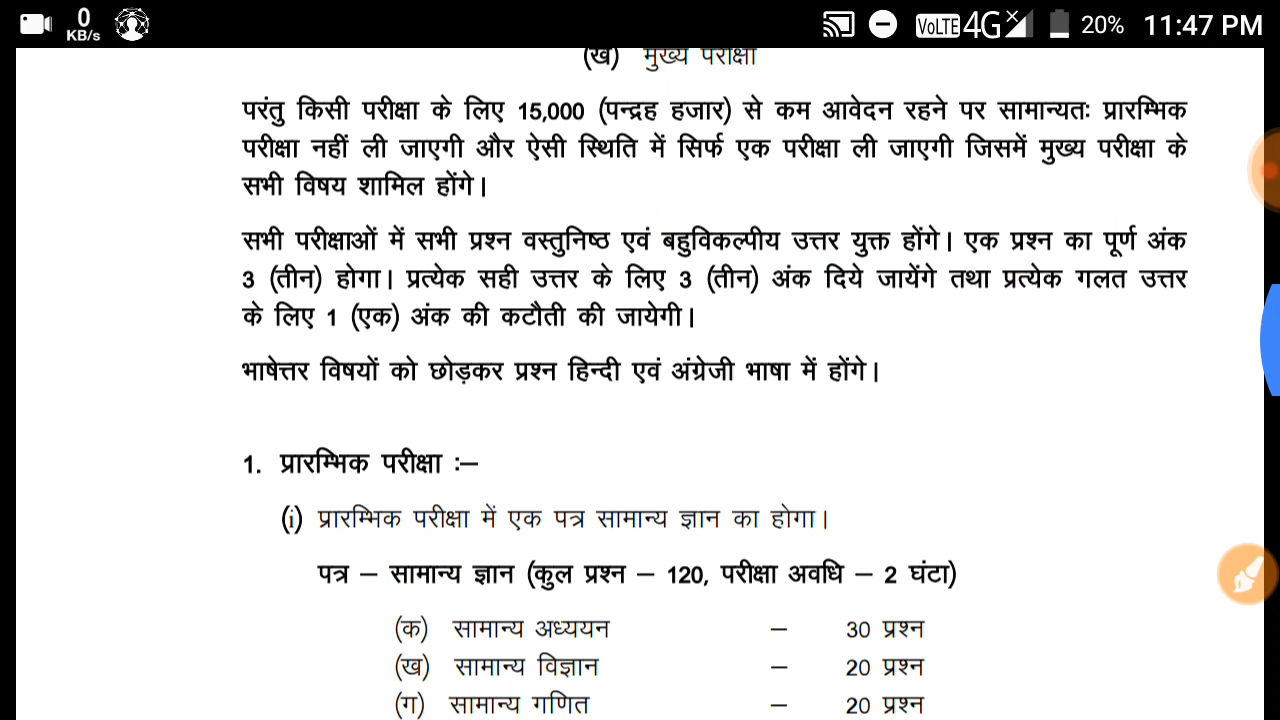 0
KB/s
VoLTE 4G 20% 11:47 PM
(ख) मुख्य परीक्षा
परंतु किसी परीक्षा के लिए 15,000 (पन्द्रह हजार) से कम आवेदन रहने पर सामान्यतः प्रारम्भिक
परीक्षा नहीं ली जाएगी और ऐसी स्थिति में सिर्फ एक परीक्षा ली जाएगी जिसमें मुख्य परीक्षा के
सभी विषय शामिल होंगे।
सभी परीक्षाओं में सभी प्रश्न वस्तुनिष्ठ एवं बहुविकल्पीय उत्तर युक्त होंगे। एक प्रश्न का पूर्ण अंक
3 (तीन) होगा। प्रत्येक सही उत्तर के लिए 3 (तीन) अंक दिये जायेंगे तथा प्रत्येक गलत उत्तर
के लिए 1 (एक) अंक की कटौती की जायेगी।
भाषेत्तर विषयों को छोड़कर प्रश्न हिन्दी एवं अंग्रेजी भाषा में होंगे।
1. प्रारम्भिक परीक्षा :–
(i) प्रारम्भिक परीक्षा में एक पत्र सामान्य ज्ञान का होगा।
पत्र – सामान्य ज्ञान (कुल प्रश्न – 120, परीक्षा अवधि – 2 घंटा)
(क) सामान्य अध्ययन – 30 प्रश्न
(ख) सामान्य विज्ञान – 20 प्रश्न
(ग) सामान्य गणित – 20 प्रश्न